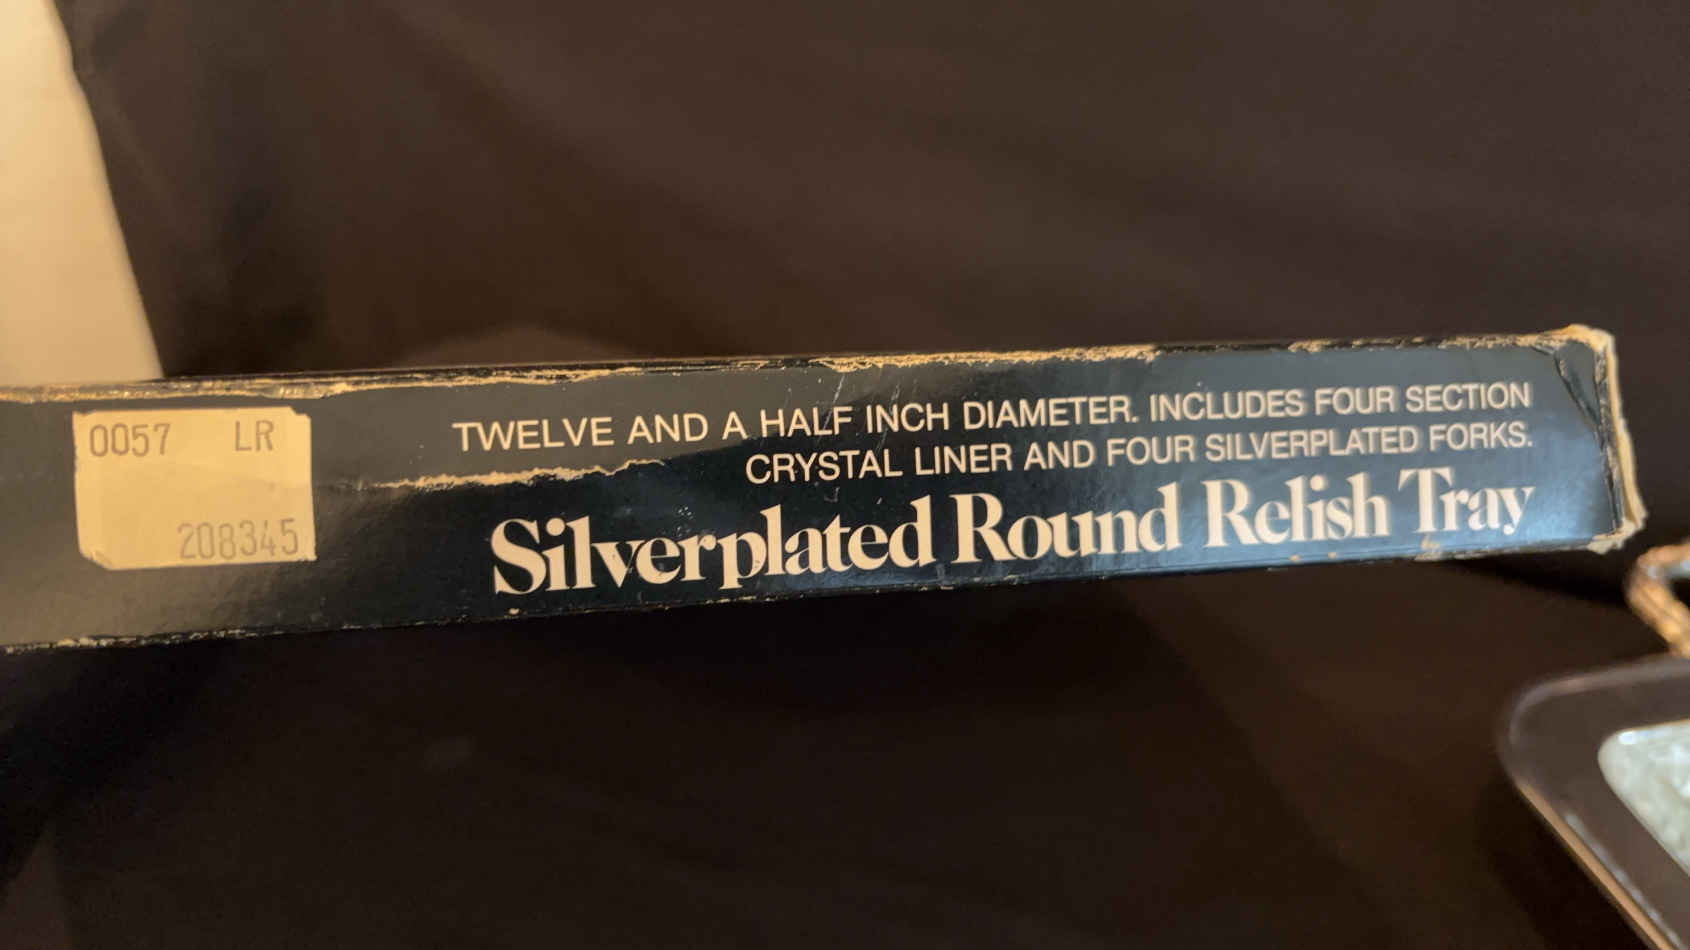 0057 LR
208345
TWELVE AND A HALF INCH DIAMETER. INCLUDES FOUR SECTION
CRYSTAL LINER AND FOUR SILVERPLATED FORKS.
Silverplated Round Relish Tray